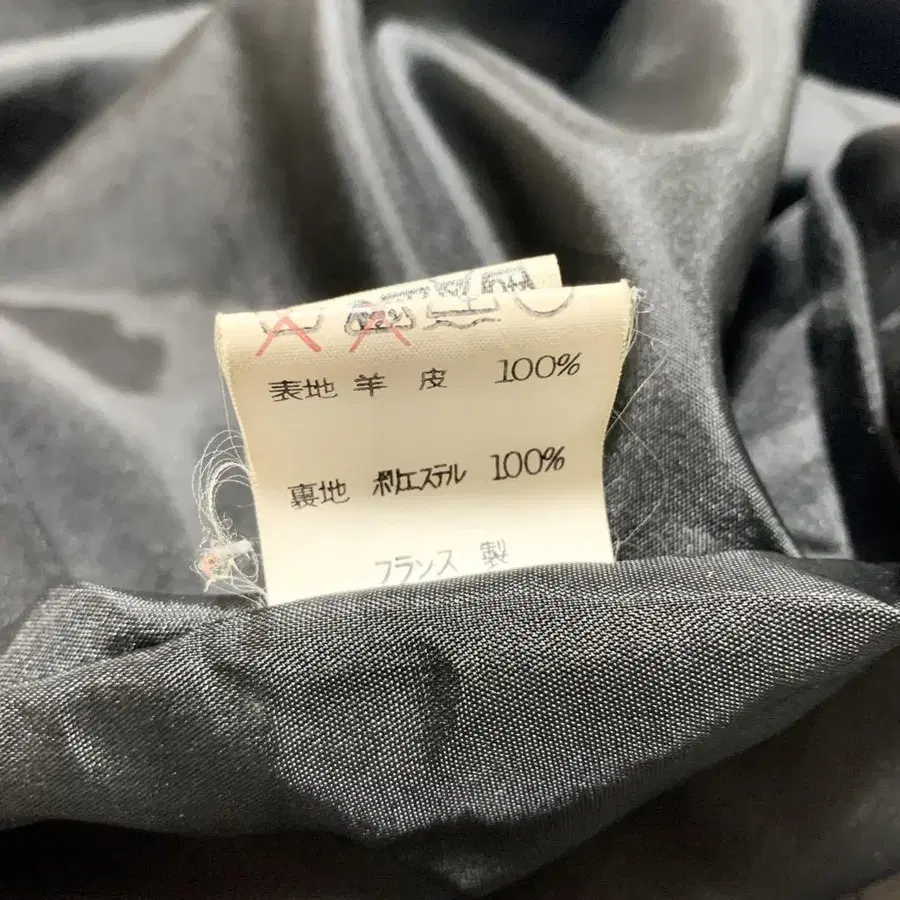 表地 羊 皮 100%
裏地 ポリエステル 100%
フランス 製